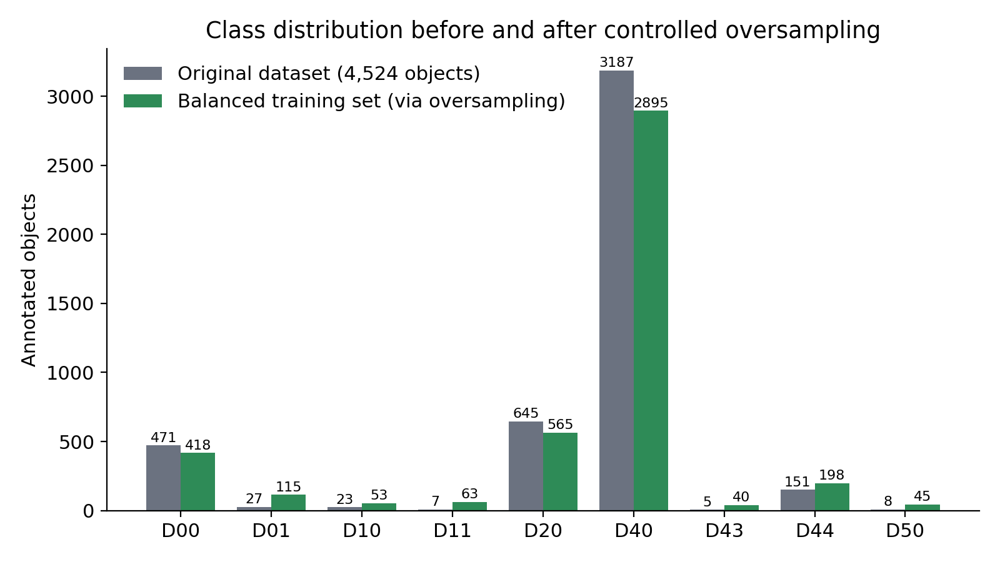 Class distribution before and after controlled oversampling
Original dataset (4,524 objects)
Balanced training set (via oversampling)
Annotated objects
3000
2500
2000
1500
1000
500
0
471
418
27
115
23
53
7
63
645
565
3187
2895
5
40
151
198
8
45
D00
D01
D10
D11
D20
D40
D43
D44
D50